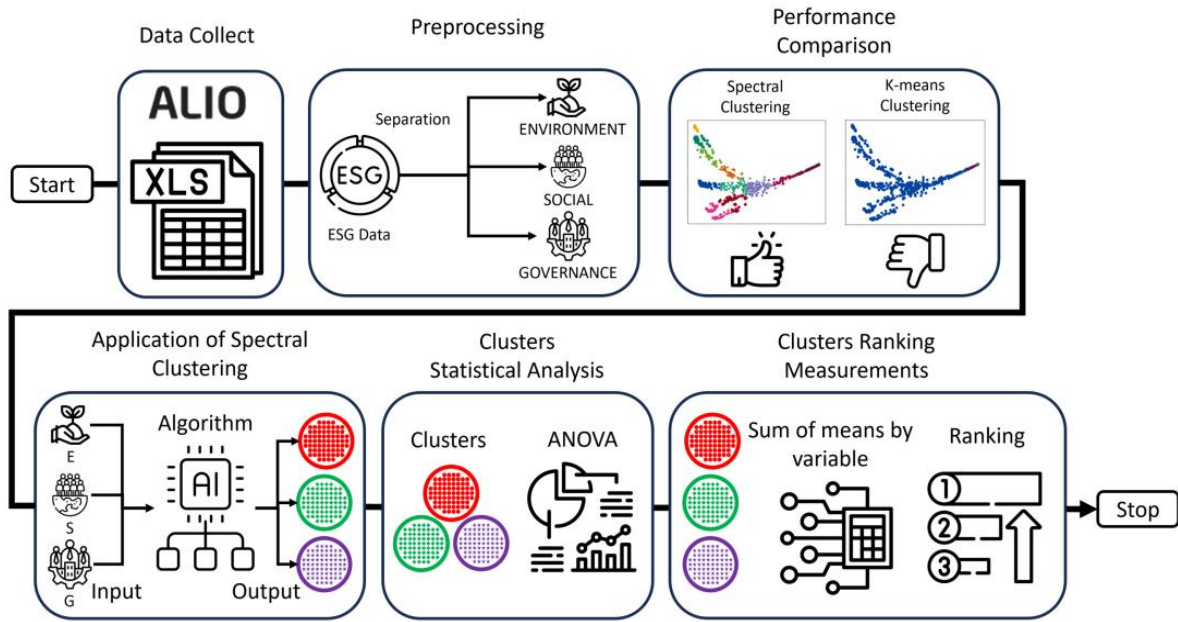 Data Collect
Preprocessing
Performance
Comparison
Start
ALIO
XLS
Separation
ESG
ESG Data
ENVIRONMENT
SOCIAL
GOVERNANCE
Spectral
Clustering
K-means
Clustering
Application of Spectral
Clustering
Clusters
Statistical Analysis
Clusters Ranking
Measurements
E
S
G
Input
Algorithm
AI
Output
Clusters
ANOVA
Sum of means by
variable
Ranking
1
2
3
Stop